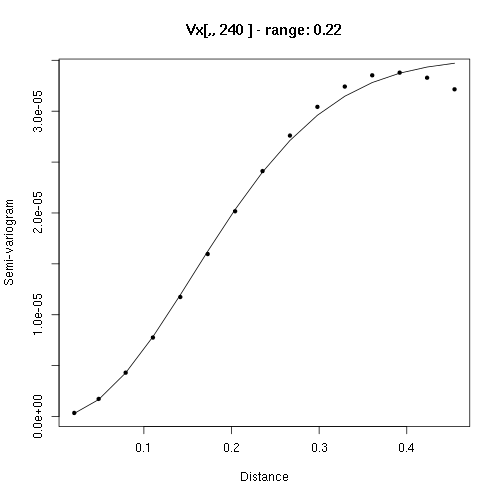 Vx[,, 240 ] - range: 0.22
Semi-variogram
3.0e-05
2.0e-05
1.0e-05
0.0e+00
0.1 0.2 0.3 0.4
Distance